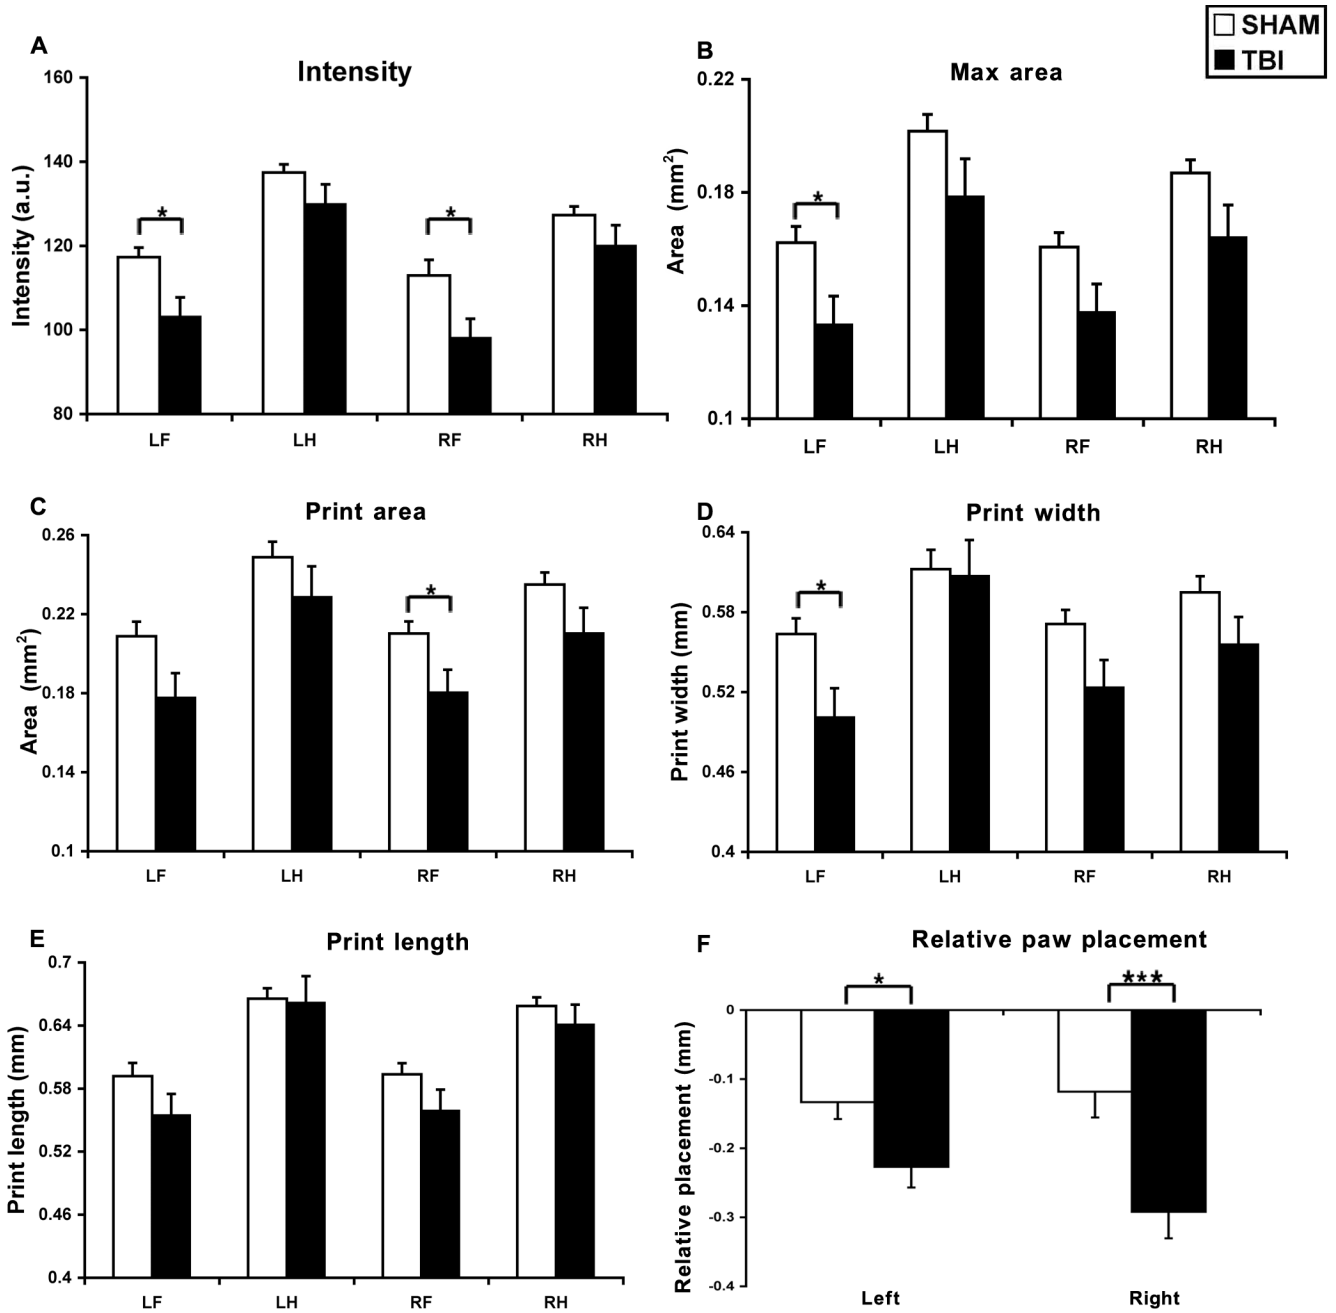 SHAM
TBI
A
Intensity
160
140
120
100
80
Intensity (a.u.)
*
*
LF
LH
RF
RH
B
Max area
0.22
0.18
0.14
0.1
Area (mm²)
*
LF
LH
RF
RH
C
Print area
0.26
0.22
0.18
0.14
0.1
Area (mm²)
*
LF
LH
RF
RH
D
Print width
0.64
0.58
0.52
0.46
0.4
Print width (mm)
*
LF
LH
RF
RH
E
Print length
0.7
0.64
0.58
0.52
0.46
0.4
Print length (mm)
LF
LH
RF
RH
F
Relative paw placement
*
***
0
-0.1
-0.2
-0.3
-0.4
Relative placement (mm)
Left
Right